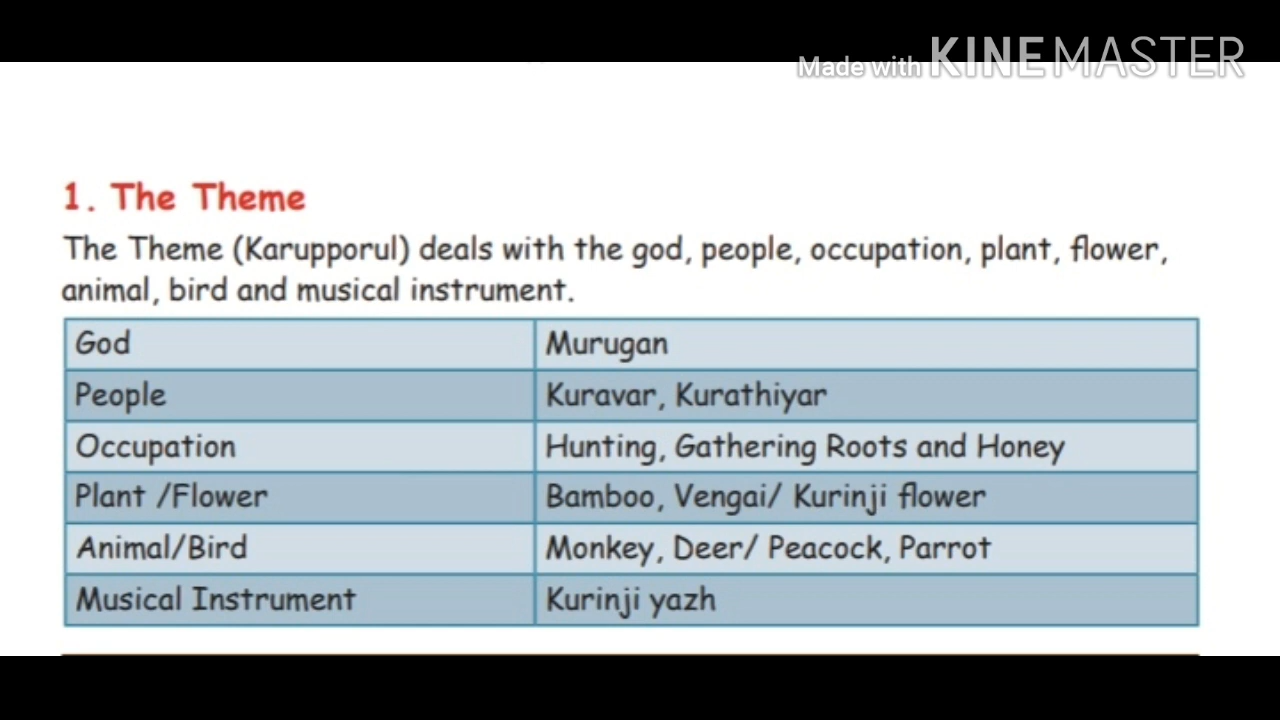 Made with KINEMASTER
1. The Theme
The Theme (Karupporul) deals with the god, people, occupation, plant, flower,
animal, bird and musical instrument.
God Murugan
People Kuravar, Kurathiyar
Occupation Hunting, Gathering Roots and Honey
Plant /Flower Bamboo, Vengai/ Kurinji flower
Animal/Bird Monkey, Deer/ Peacock, Parrot
Musical Instrument Kurinji yazh